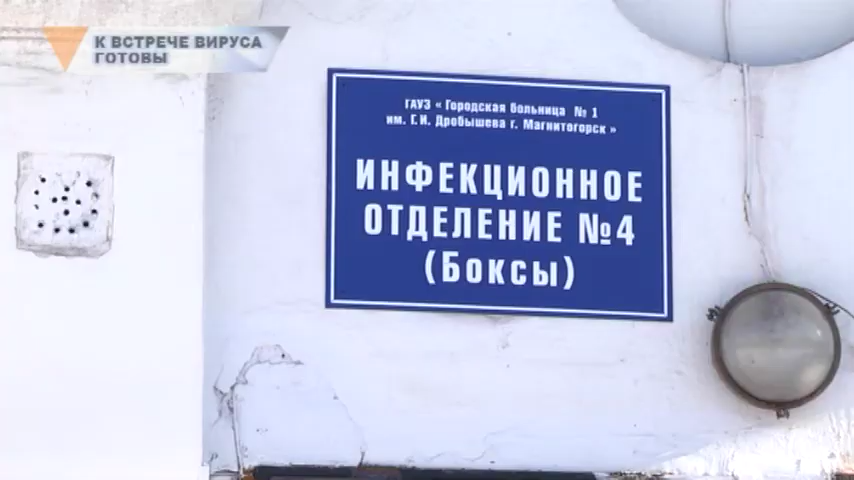 К ВСТРЕЧЕ ВИРУСА
ГОТОВЫ
ГАУЗ « Городская больница № 1
им. Г.И. Дробышева г. Магнитогорск »
ИНФЕКЦИОННОЕ
ОТДЕЛЕНИЕ №4
(Боксы)